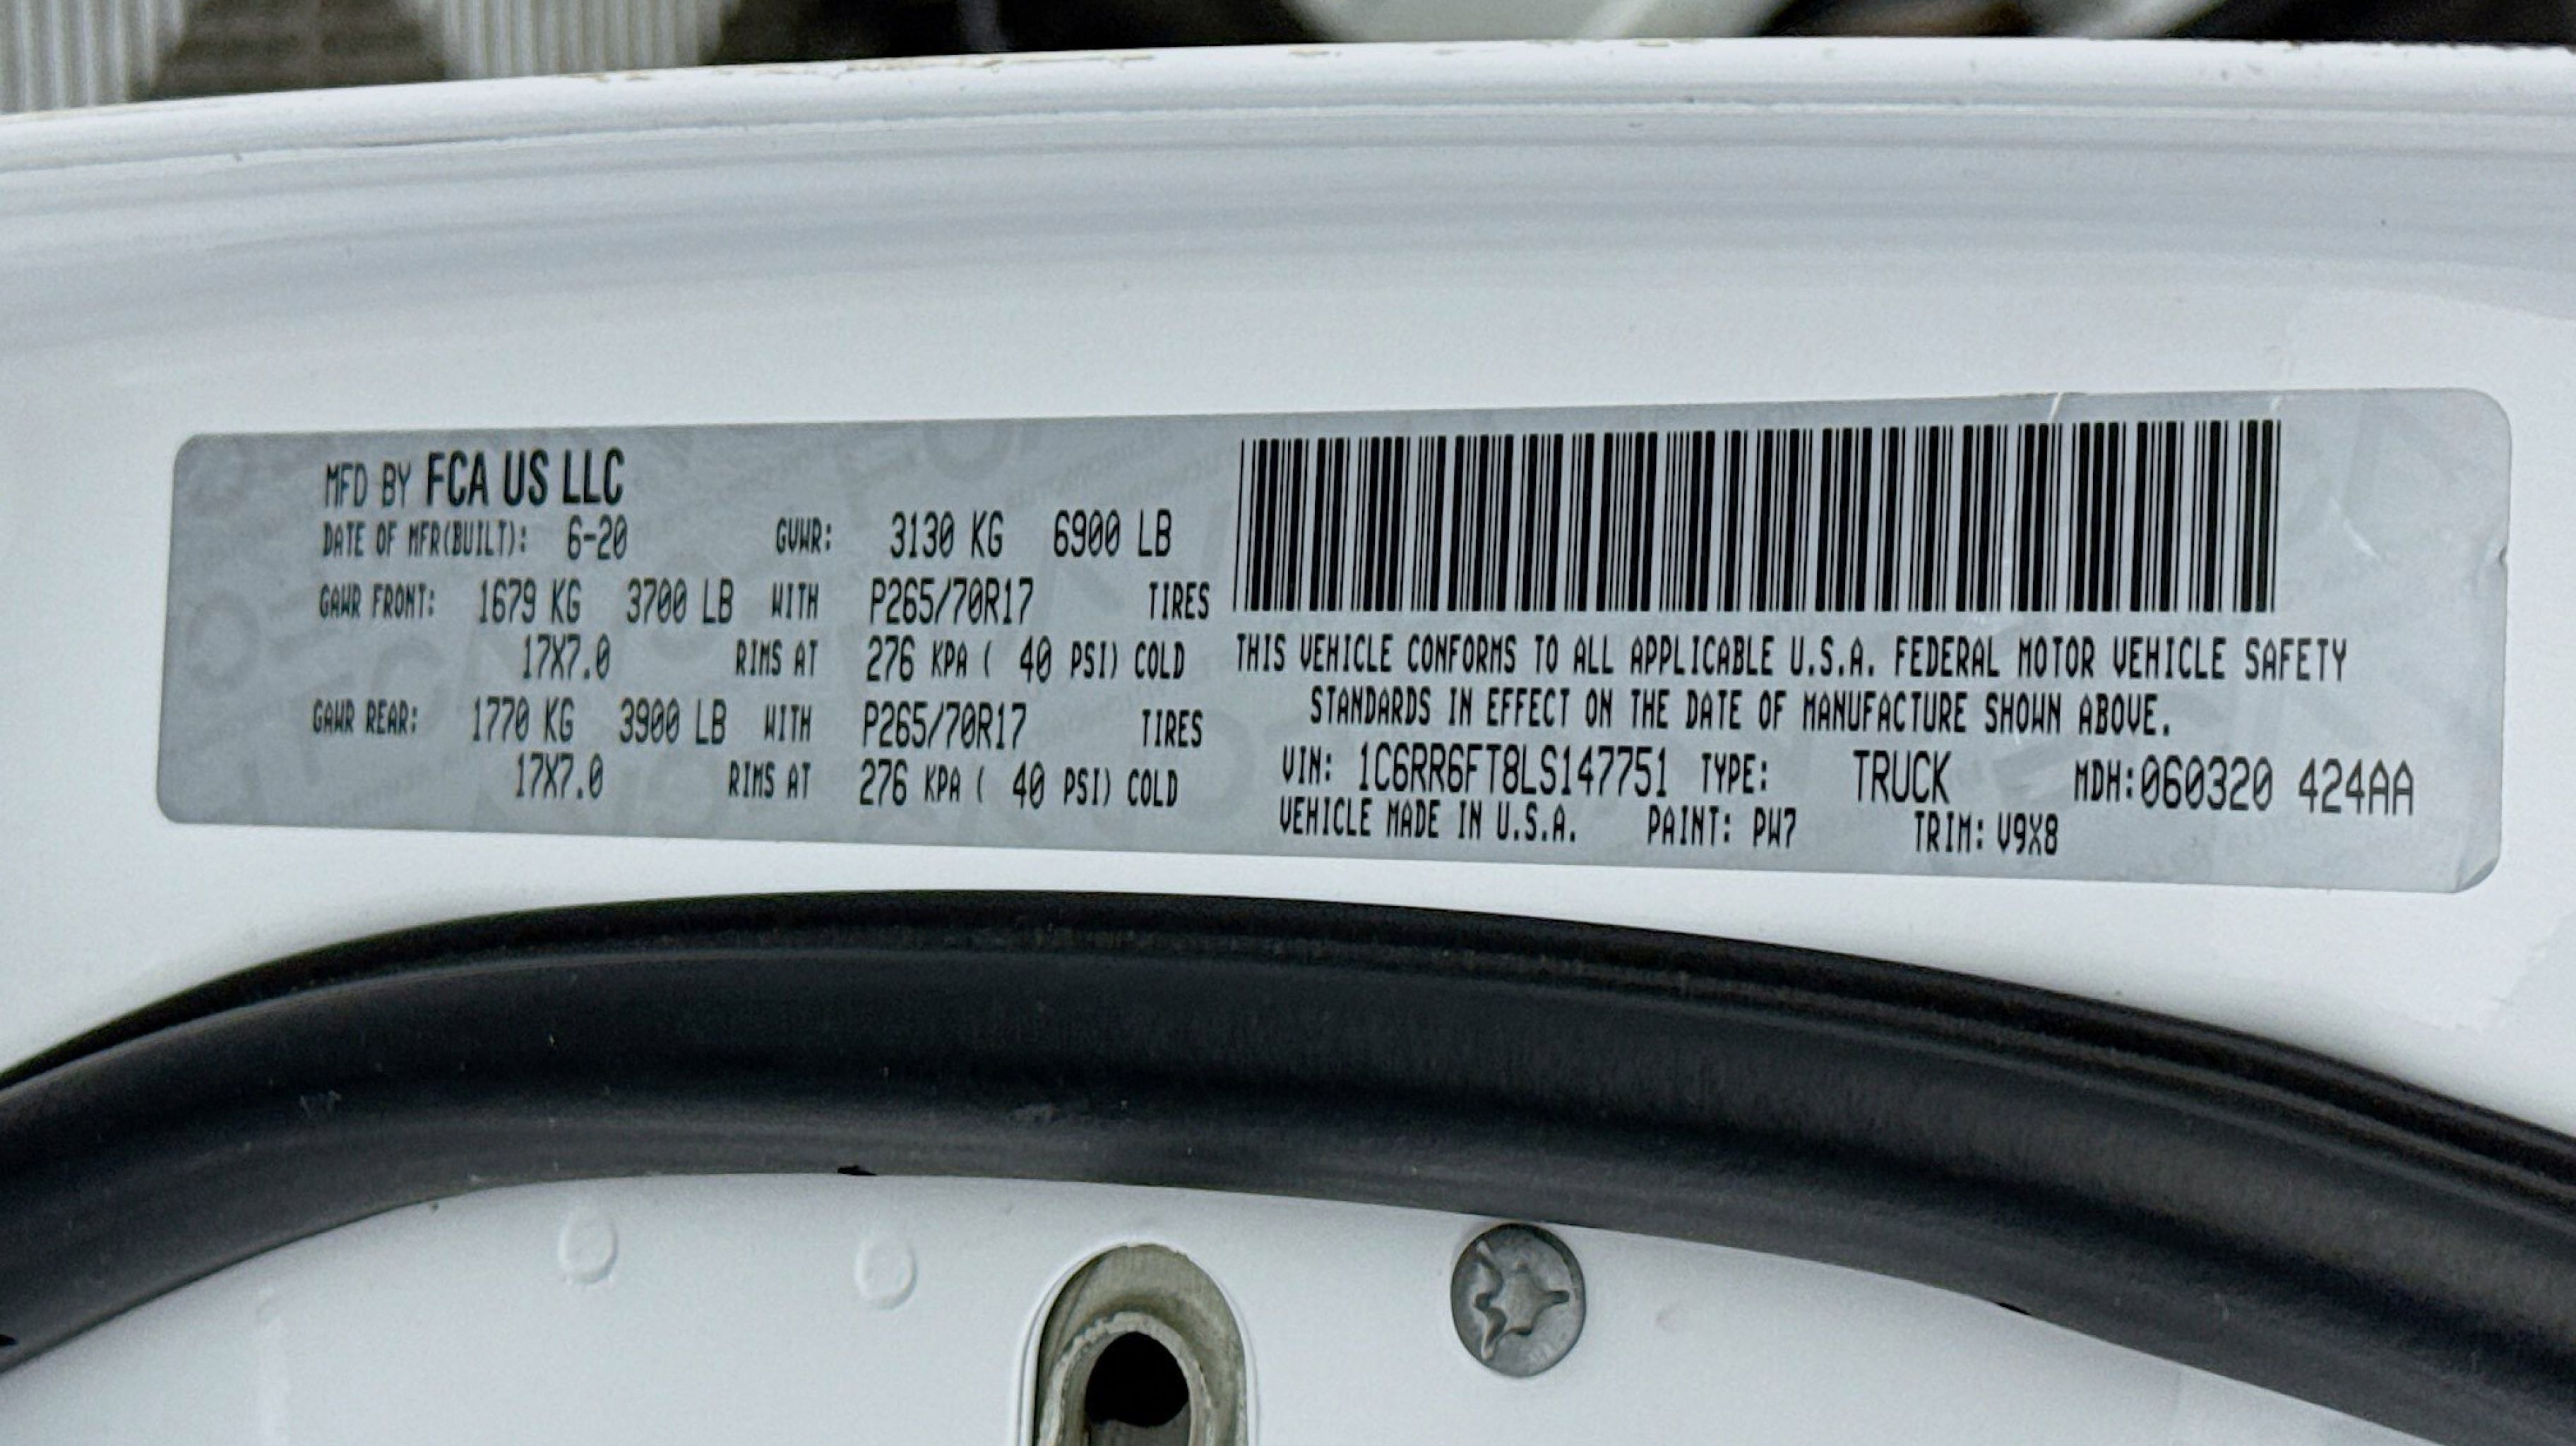 MFD BY FCA US LLC
DATE OF MFR(BUILT): 6-20 GVWR: 3130 KG 6900 LB
GAWR FRONT: 1679 KG 3700 LB WITH P265/70R17 TIRES
17X7.0 RIMS AT 276 KPA ( 40 PSI) COLD
GAWR REAR: 1770 KG 3900 LB WITH P265/70R17 TIRES
17X7.0 RIMS AT 276 KPA ( 40 PSI) COLD
THIS VEHICLE CONFORMS TO ALL APPLICABLE U.S.A. FEDERAL MOTOR VEHICLE SAFETY
STANDARDS IN EFFECT ON THE DATE OF MANUFACTURE SHOWN ABOVE.
VIN: 1C6RR6FT8LS147751 TYPE: TRUCK MDH:060320 424AA
VEHICLE MADE IN U.S.A. PAINT: PW7 TRIM: V9X8